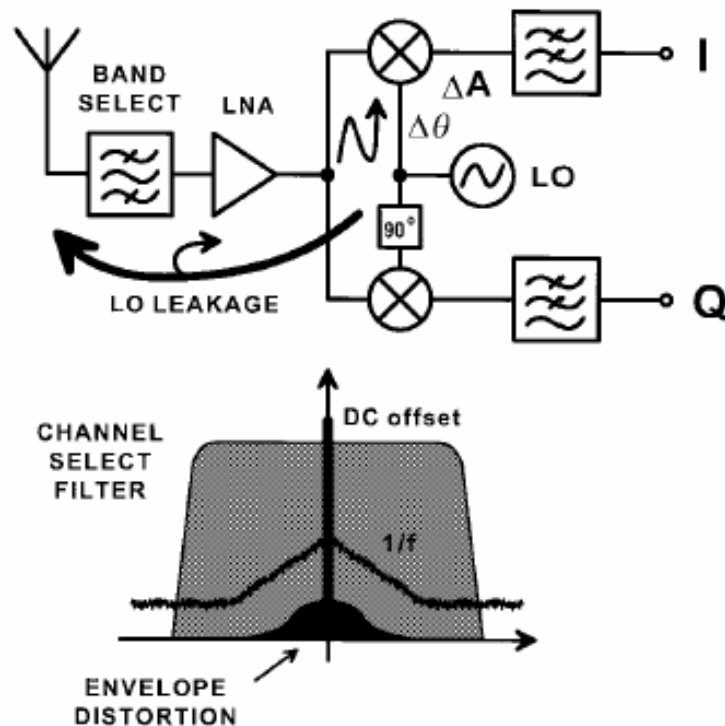 BAND
SELECT
LNA
ΔA
Δθ
I
LO
90°
LO LEAKAGE
Q
CHANNEL
SELECT
FILTER
DC offset
1/f
ENVELOPE
DISTORTION